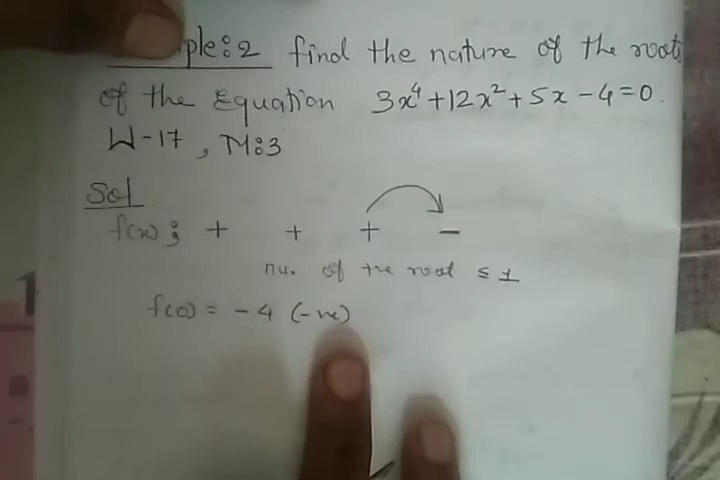 ple:2 find the nature of the root
of the Equation 3x⁴+12x²+5x-4=0.
W-17, M:3
Sol
f(x); + + + -
nu. of +ve root ≤ 1
f(0) = -4 (-ve)